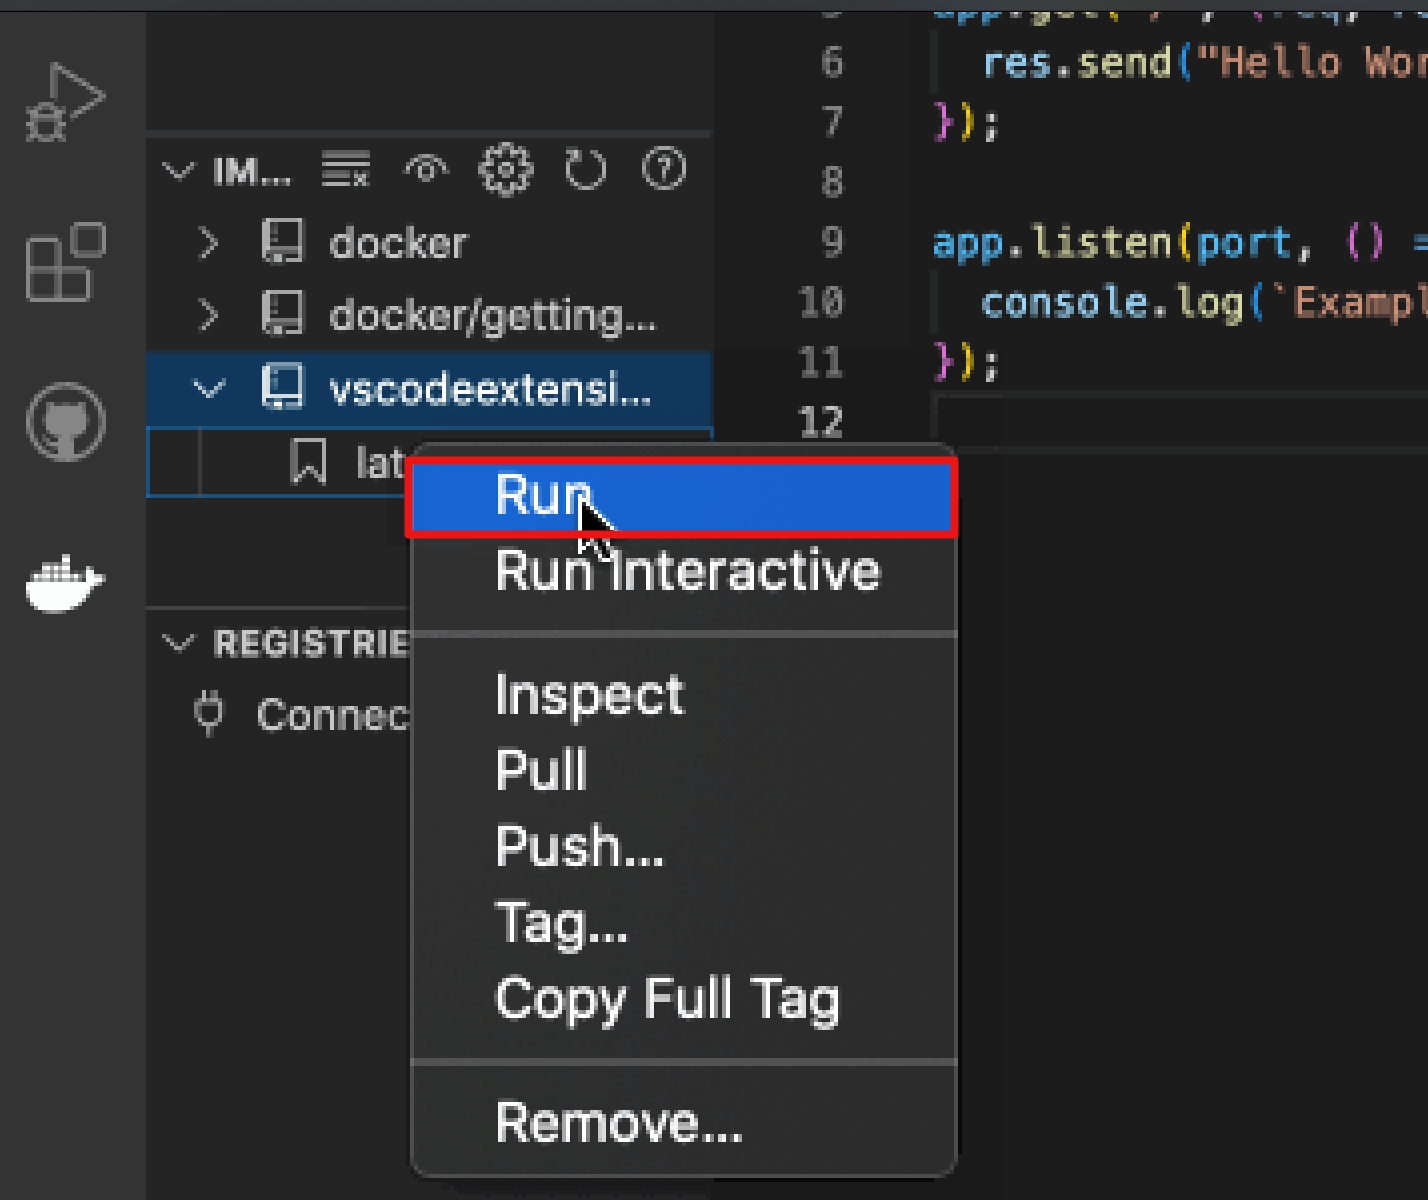 6 res.send("Hello Wor
7 });
8
9 app.listen(port, () =
10 console.log(`Exampl
11 });
12
IM...
docker
docker/getting...
vscodeextensi...
lat
REGISTRIE
Connec
Run
Run Interactive
Inspect
Pull
Push...
Tag...
Copy Full Tag
Remove...